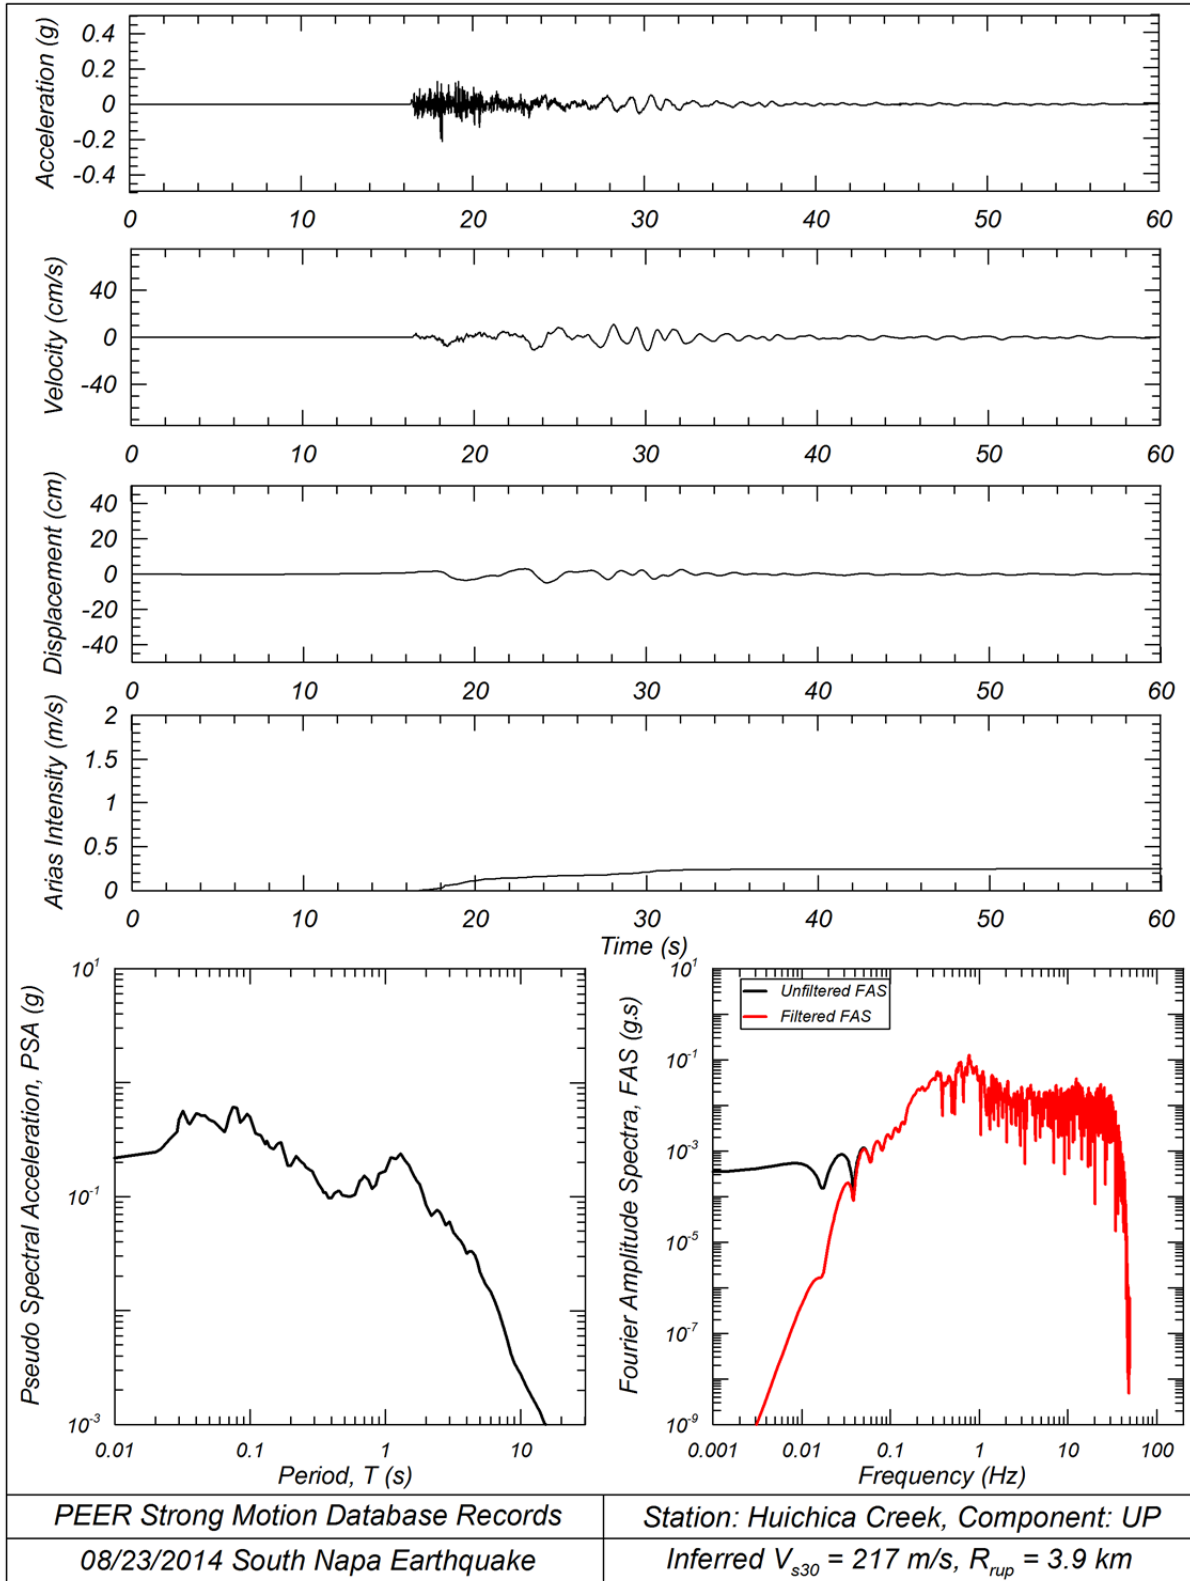 Acceleration (g)
0.4
0.2
0
-0.2
-0.4
0 10 20 30 40 50 60
Velocity (cm/s)
40
0
-40
0 10 20 30 40 50 60
Displacement (cm)
40
20
0
-20
-40
0 10 20 30 40 50 60
Arias Intensity (m/s)
2
1.5
1
0.5
0
0 10 20 30 40 50 60
Time (s)
Pseudo Spectral Acceleration, PSA (g)
10¹
10⁰
10⁻¹
10⁻³
0.01 0.1 1 10
Period, T (s)
Fourier Amplitude Spectra, FAS (g.s)
Unfiltered FAS
Filtered FAS
10¹
10⁻¹
10⁻³
10⁻⁵
10⁻⁷
10⁻⁹
0.001 0.01 0.1 1 10 100
Frequency (Hz)
PEER Strong Motion Database Records
Station: Huichica Creek, Component: UP
08/23/2014 South Napa Earthquake
Inferred Vs30 = 217 m/s, Rrup = 3.9 km